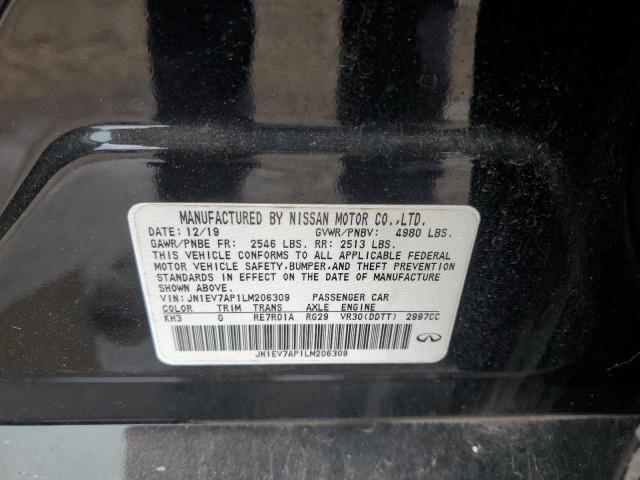 MANUFACTURED BY NISSAN MOTOR CO.,LTD.
DATE: 12/19 GVWR/PNBV: 4980 LBS.
GAWR/PNBE FR: 2546 LBS. RR: 2513 LBS.
THIS VEHICLE CONFORMS TO ALL APPLICABLE FEDERAL
MOTOR VEHICLE SAFETY,BUMPER,AND THEFT PREVENTION
STANDARDS IN EFFECT ON THE DATE OF MANUFACTURE
SHOWN ABOVE.
VIN: JN1EV7AP1LM206309 PASSENGER CAR
COLOR TRIM TRANS AXLE ENGINE
KH3 G RE7R01A RG29 VR30(DDTT) 2997CC
JN1EV7AP1LM206309